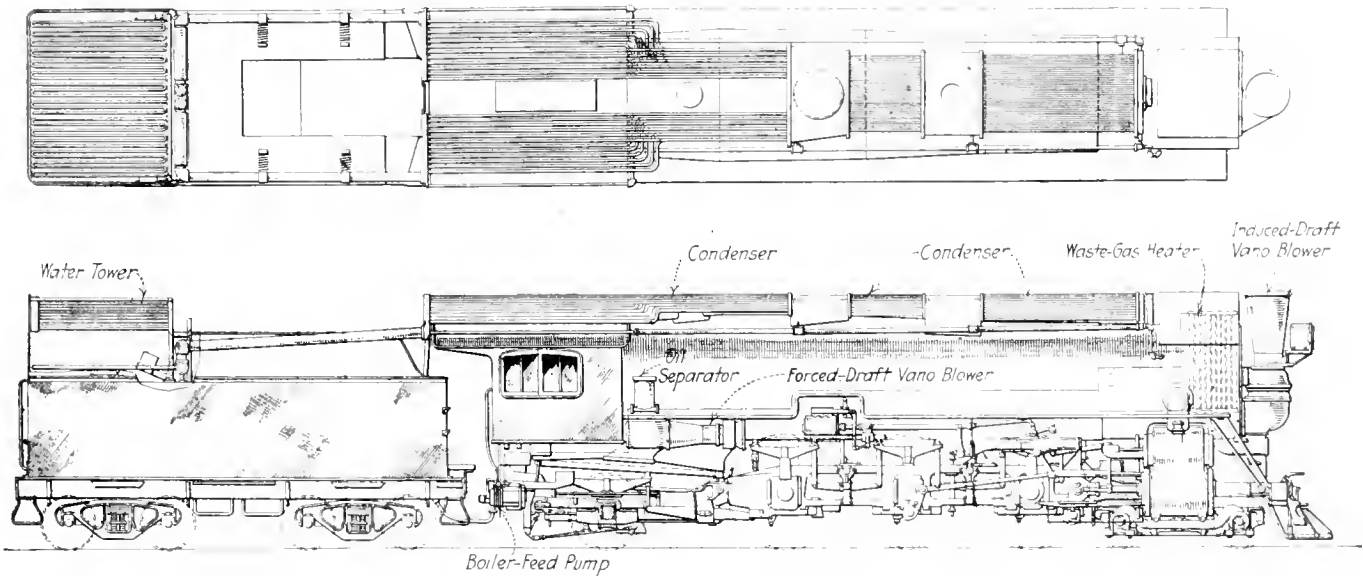 Induced-Draft
Vano Blower
Water Tower
Condenser
Condenser
Waste-Gas Heater
Separator
Forced-Draft Vano Blower
Boiler-Feed Pump